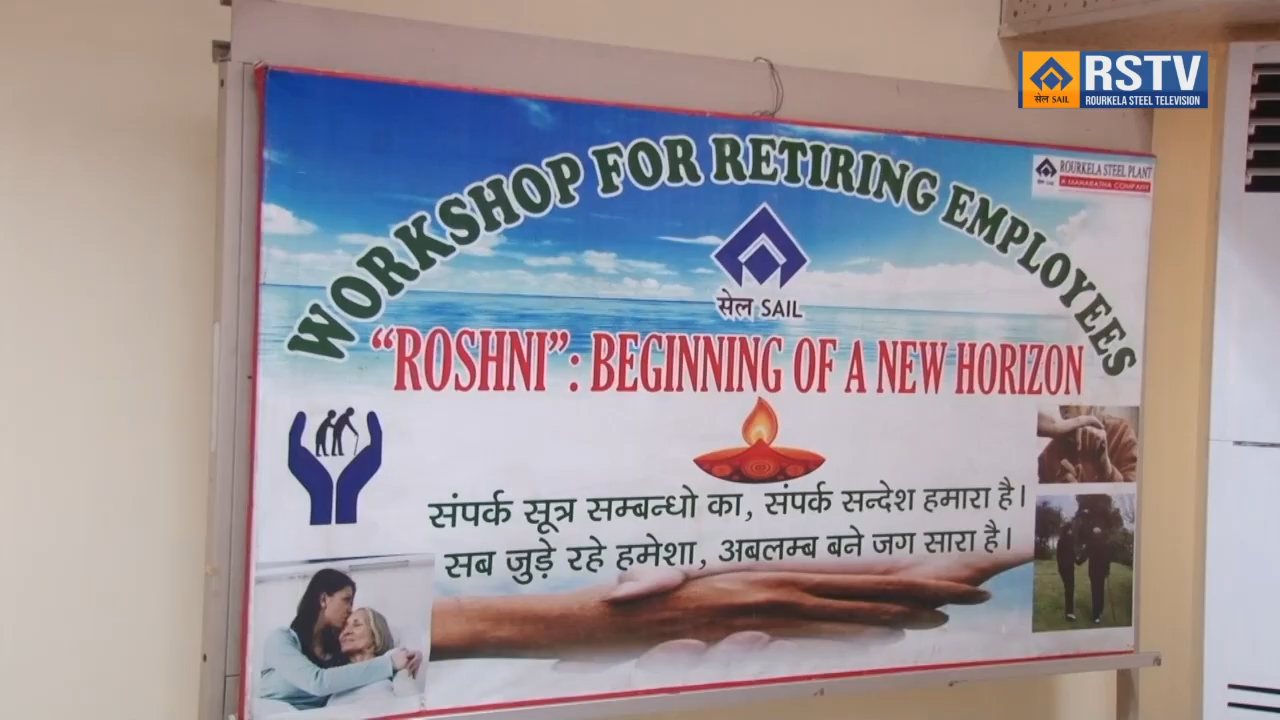 सेल SAIL
RSTV
ROURKELA STEEL TELEVISION
WORKSHOP FOR RETIRING EMPLOYEES
सेल SAIL
ROURKELA STEEL PLANT
A MAHARATNA COMPANY
सेल SAIL
"ROSHNI": BEGINNING OF A NEW HORIZON
संपर्क सूत्र सम्बन्धो का, संपर्क सन्देश हमारा है।
सब जुड़े रहे हमेशा, अबलम्ब बने जग सारा है।